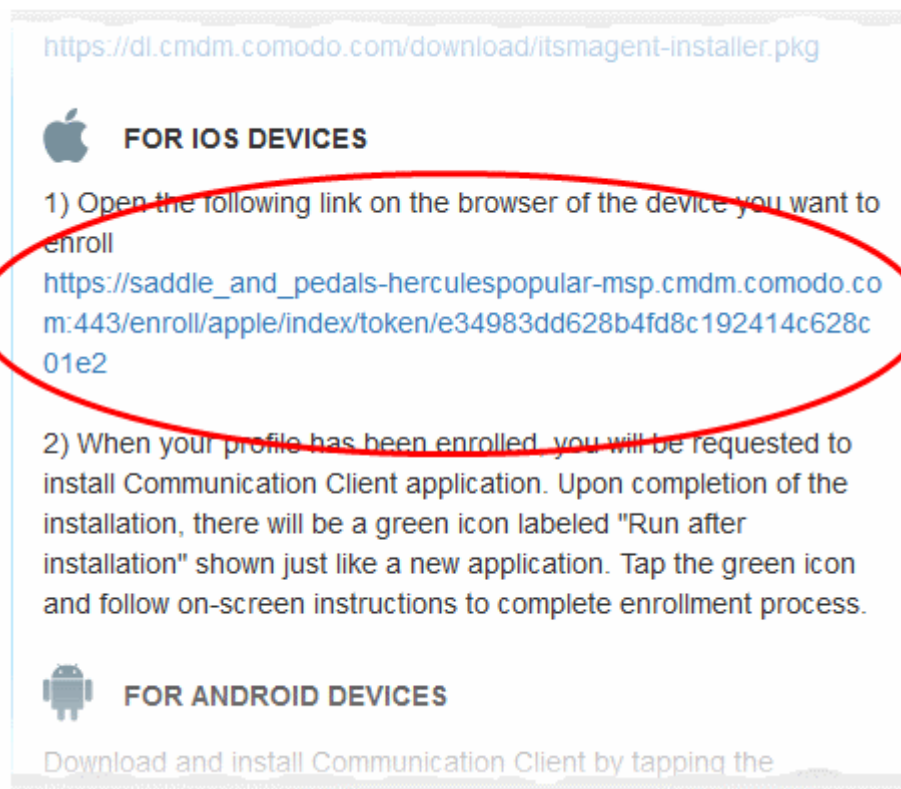 https://dl.cmdm.comodo.com/download/itsmagent-installer.pkg
FOR IOS DEVICES
1) Open the following link on the browser of the device you want to
enroll
https://saddle_and_pedals-herculespopular-msp.cmdm.comodo.co
m:443/enroll/apple/index/token/e34983dd628b4fd8c192414c628c
01e2
2) When your profile has been enrolled, you will be requested to
install Communication Client application. Upon completion of the
installation, there will be a green icon labeled "Run after
installation" shown just like a new application. Tap the green icon
and follow on-screen instructions to complete enrollment process.
FOR ANDROID DEVICES
Download and install Communication Client by tapping the